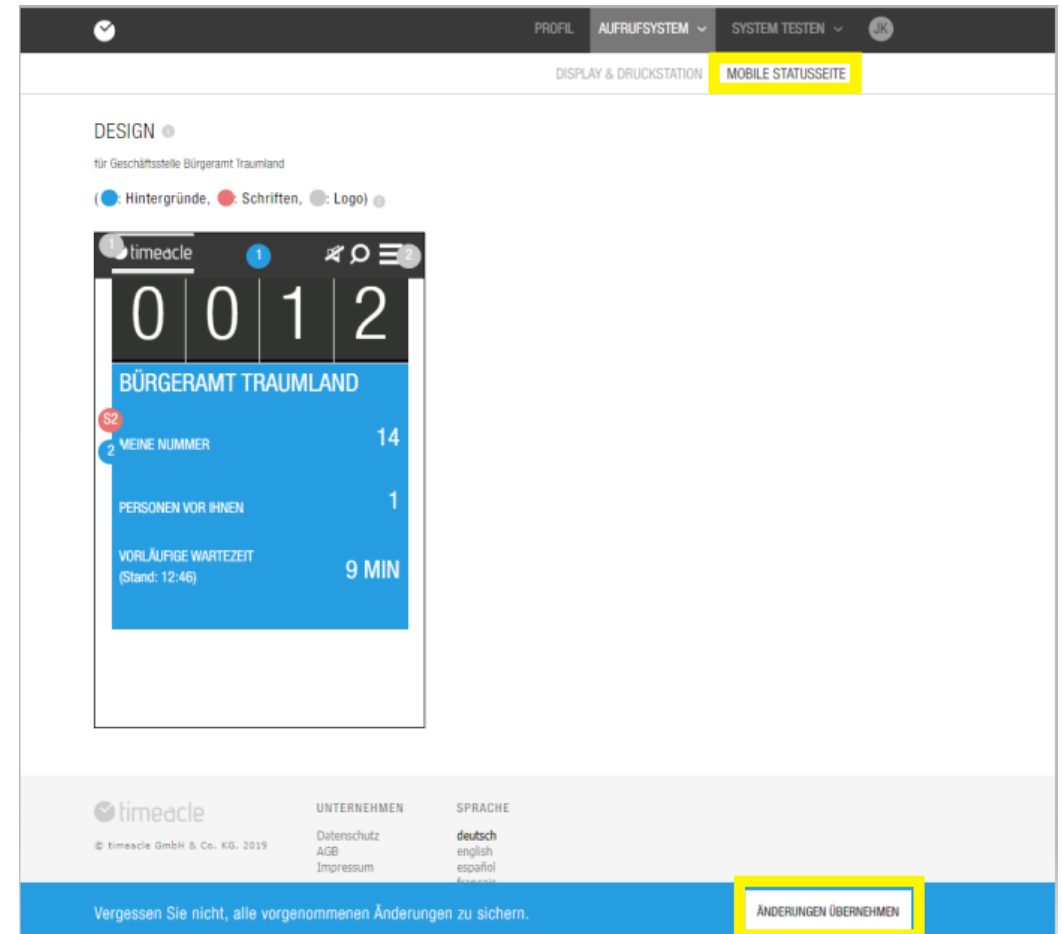 PROFIL AUFRUFSYSTEM SYSTEM TESTEN JK
DISPLAY & DRUCKSTATION MOBILE STATUSSEITE
DESIGN
für Geschäftsstelle Bürgeramt Traumland
( : Hintergründe, : Schriften, : Logo)
1 timeacle 1 2
0 0 1 2
BÜRGERAMT TRAUMLAND
S2
2 MEINE NUMMER 14
PERSONEN VOR IHNEN 1
VORLÄUFIGE WARTEZEIT
(Stand: 12:46) 9 MIN
timeacle
© timeacle GmbH & Co. KG, 2019
UNTERNEHMEN
Datenschutz
AGB
Impressum
SPRACHE
deutsch
english
español
français
Vergessen Sie nicht, alle vorgenommenen Änderungen zu sichern. ÄNDERUNGEN ÜBERNEHMEN